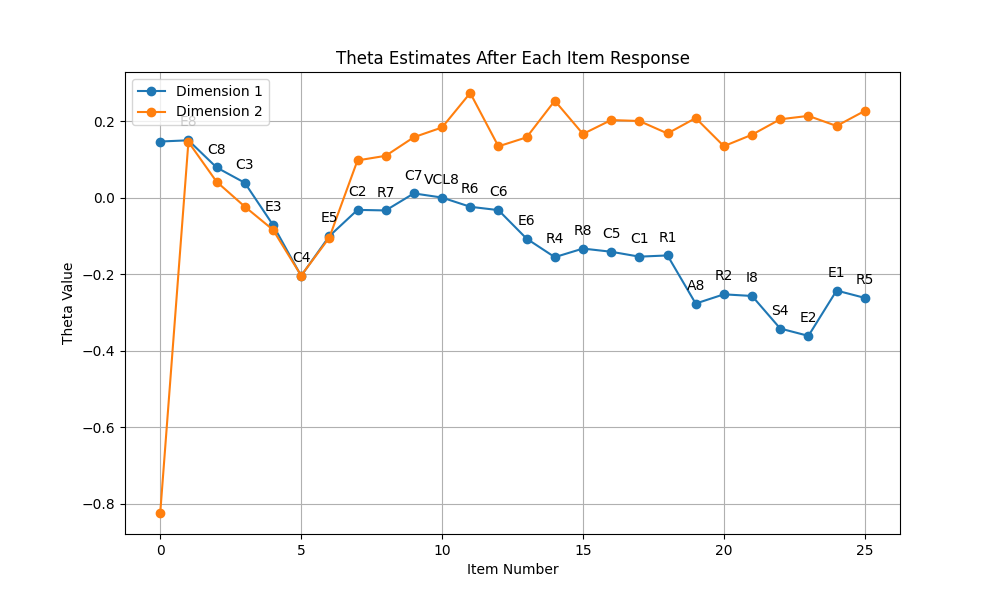 Theta Estimates After Each Item Response
Dimension 1
Dimension 2
E8
C8
C3
E3
C4
E5
C2
R7
C7
VCL8
R6
C6
E6
R4
R8
C5
C1
R1
A8
R2
I8
S4
E2
E1
R5
0.2
0.0
−0.2
−0.4
−0.6
−0.8
Theta Value
0
5
10
15
20
25
Item Number